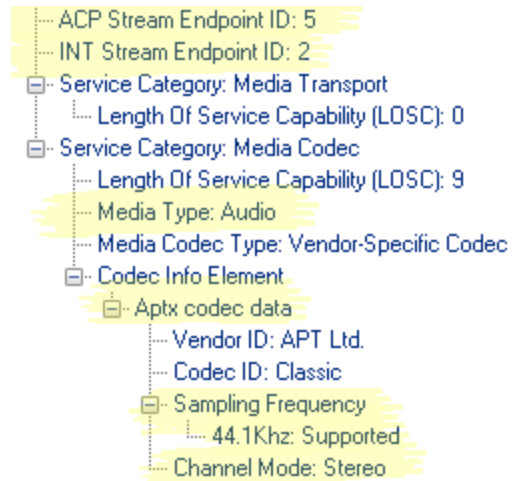 ACP Stream Endpoint ID: 5
INT Stream Endpoint ID: 2
Service Category: Media Transport
Length Of Service Capability (LOSC): 0
Service Category: Media Codec
Length Of Service Capability (LOSC): 9
Media Type: Audio
Media Codec Type: Vendor-Specific Codec
Codec Info Element
Aptx codec data
Vendor ID: APT Ltd.
Codec ID: Classic
Sampling Frequency
44.1Khz: Supported
Channel Mode: Stereo